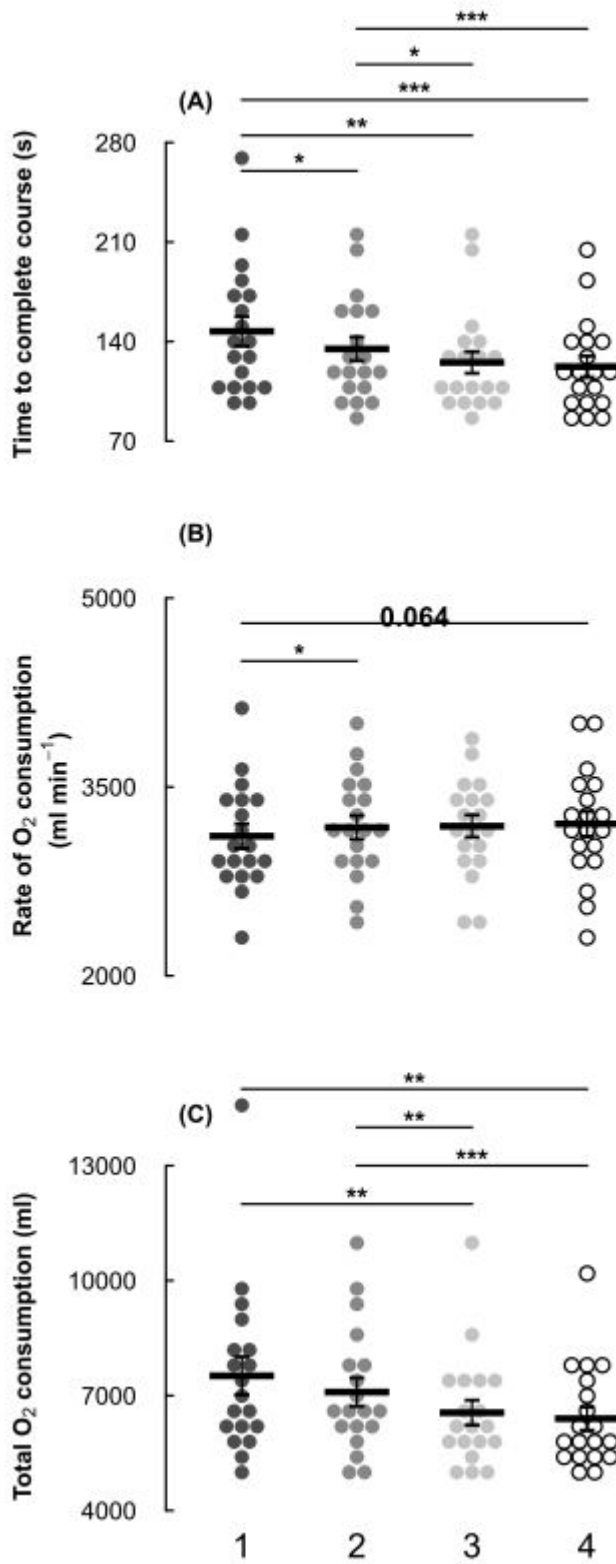 ***
*
(A)
***
**
*
Time to complete course (s)
280
210
140
70
(B)
Rate of O₂ consumption
(ml min⁻¹)
5000
3500
2000
0.064
*
**
(C)
**
***
**
Total O₂ consumption (ml)
13000
10000
7000
4000
1 2 3 4